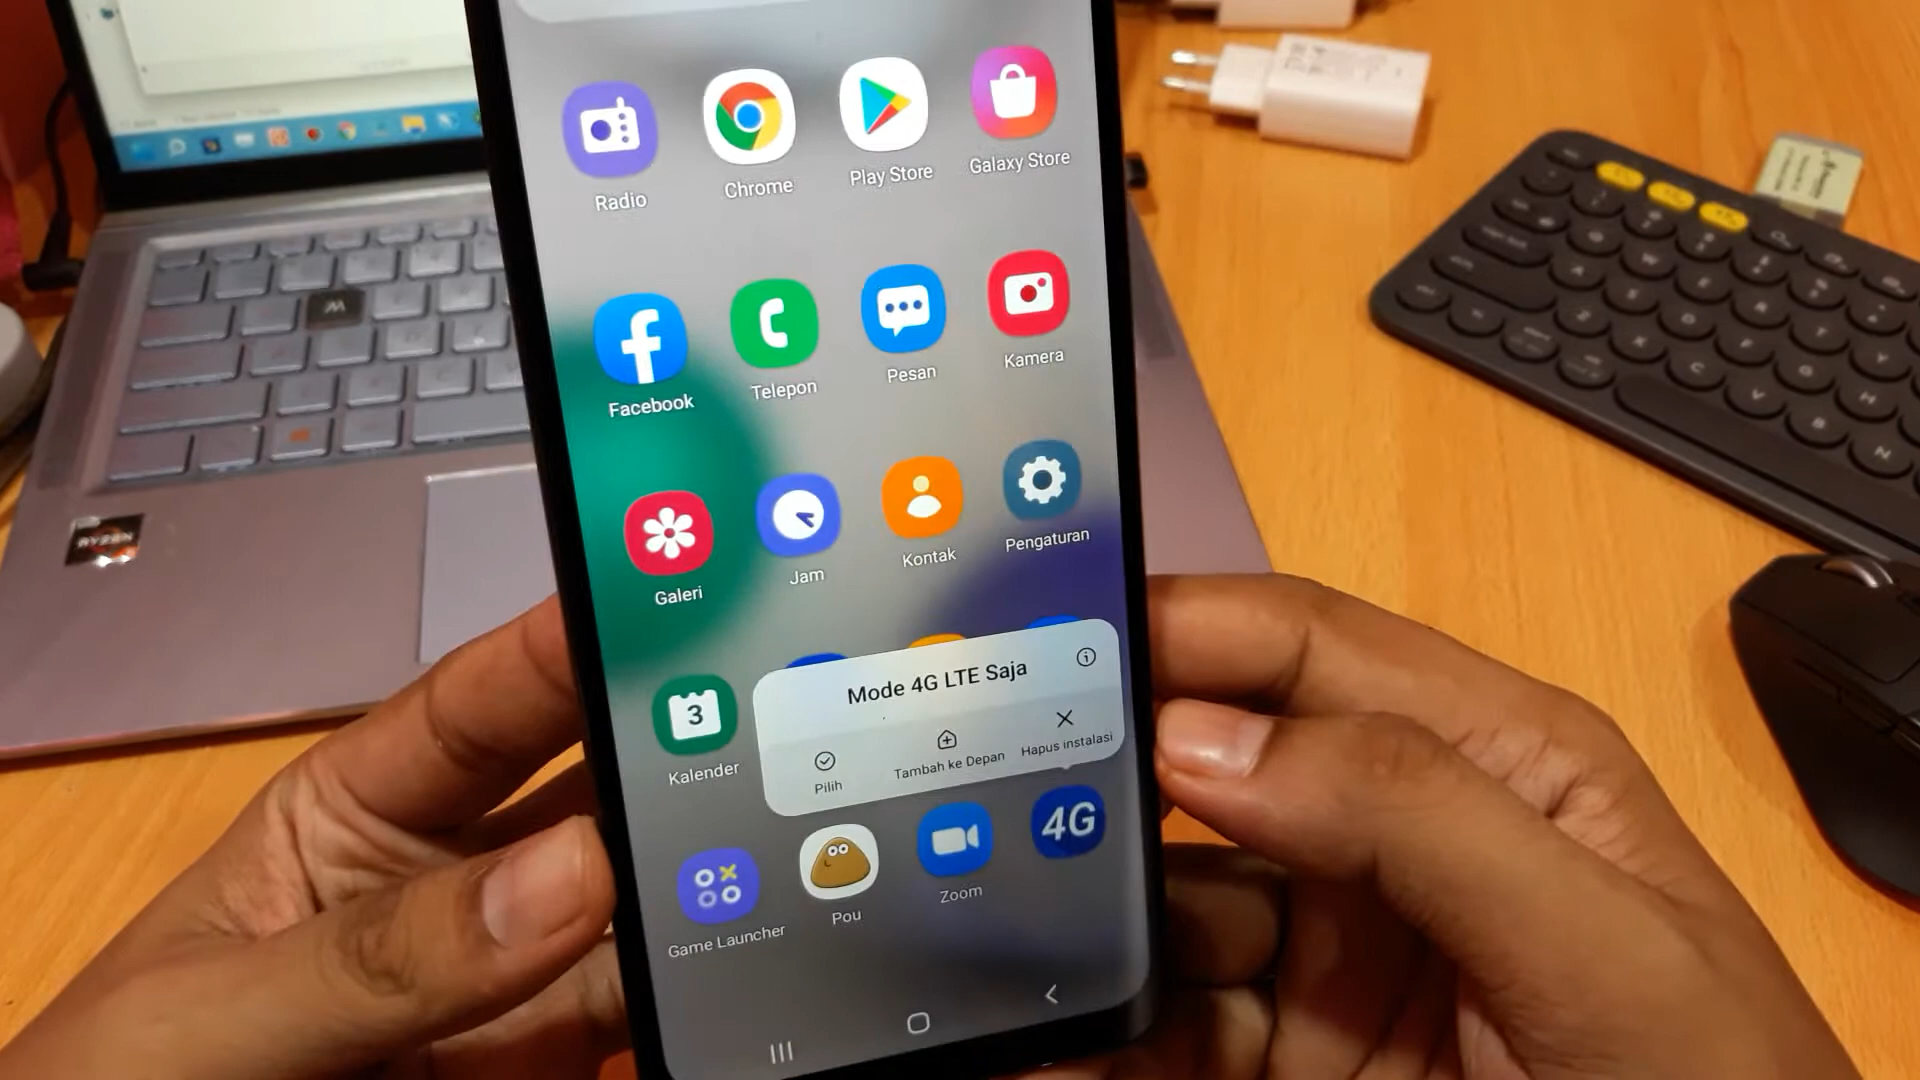 Radio
Chrome
Play Store
Galaxy Store
Facebook
Telepon
Pesan
Kamera
Galeri
Jam
Kontak
Pengaturan
3
Kalender
Mode 4G LTE Saja
Pilih
Tambah ke Depan
Hapus instalasi
4G
Game Launcher
Pou
Zoom
RYZEN
Q
W
E
R
T
Y
A
S
D
F
G
H
Z
X
C
V
B
N